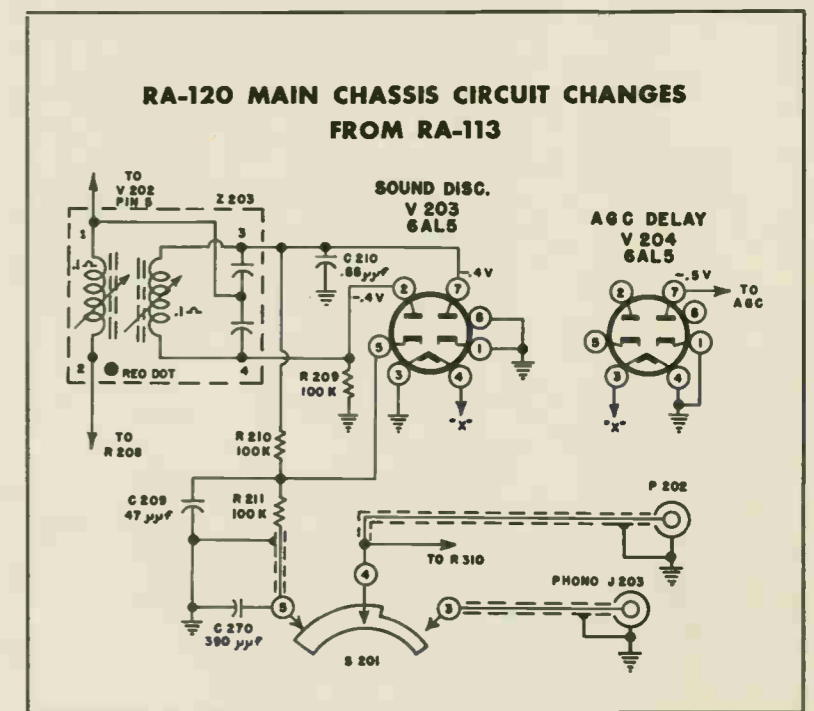 RA-120 MAIN CHASSIS CIRCUIT CHANGES
FROM RA-113
TO
V 202
PIN 5
Z 203
1
3
.1 Ω
.1 Ω
2
RED DOT
4
TO
R 208
SOUND DISC.
V 203
6AL5
C 210
.66 μμf
-.4V
-.4V
2
7
6
5
1
3
4
"X"
R 209
100 K
AGC DELAY
V 204
6AL5
-.5 V
TO
AGC
2
7
6
5
1
3
4
"X"
R 210
100K
C 209
47 μμf
R 211
100 K
P 202
TO R 310
4
PHONO J 203
5
3
C 270
390 μμf
S 201